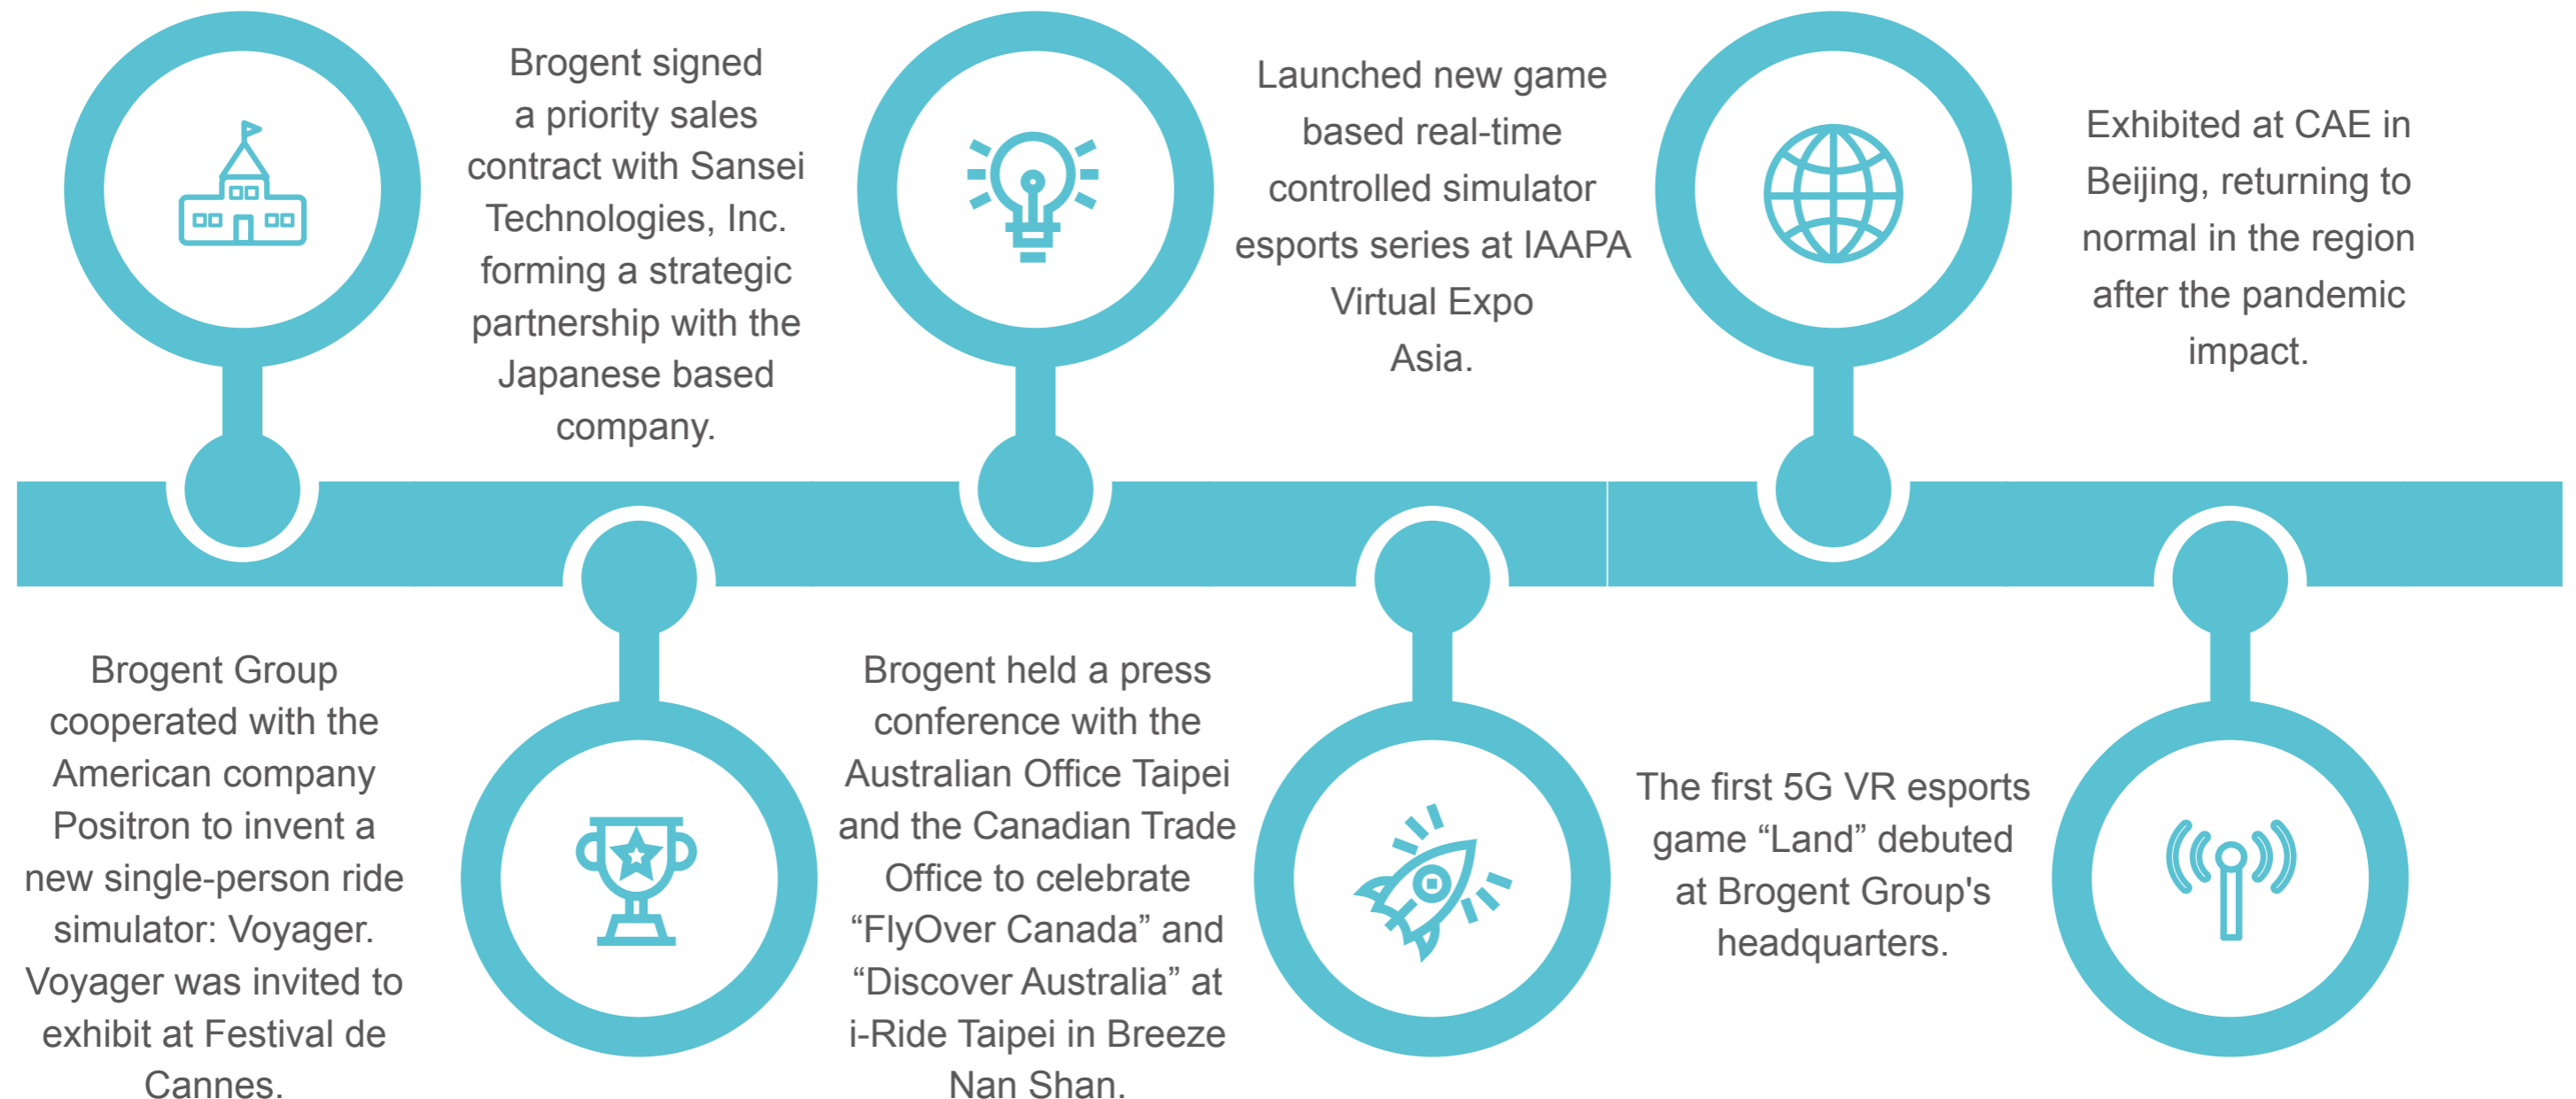 Brogent Group
cooperated with the
American company
Positron to invent a
new single-person ride
simulator: Voyager.
Voyager was invited to
exhibit at Festival de
Cannes.
Brogent signed
a priority sales
contract with Sansei
Technologies, Inc.
forming a strategic
partnership with the
Japanese based
company.
Brogent held a press
conference with the
Australian Office Taipei
and the Canadian Trade
Office to celebrate
“FlyOver Canada” and
“Discover Australia” at
i-Ride Taipei in Breeze
Nan Shan.
Launched new game
based real-time
controlled simulator
esports series at IAAPA
Virtual Expo
Asia.
The first 5G VR esports
game “Land” debuted
at Brogent Group's
headquarters.
Exhibited at CAE in
Beijing, returning to
normal in the region
after the pandemic
impact.